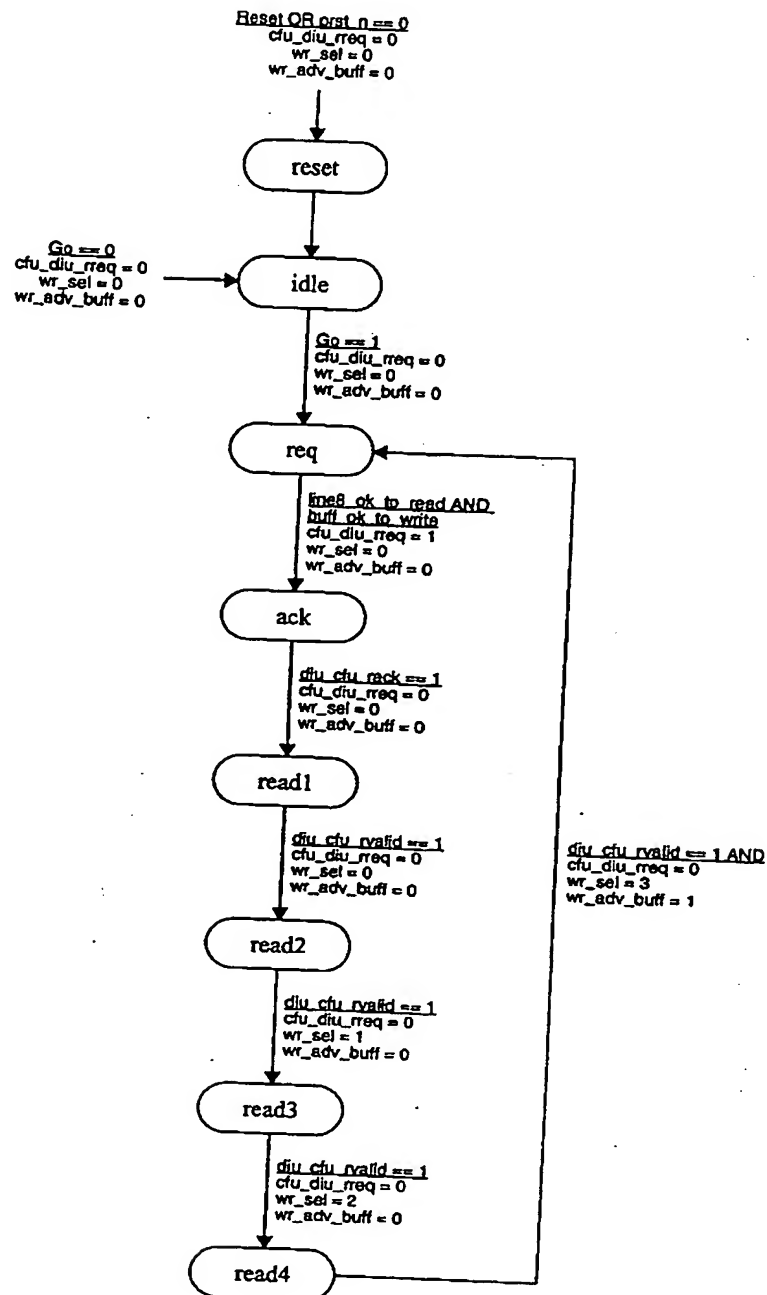 Reset OR prst_n == 0
cfu_diu_rreq = 0
wr_sel = 0
wr_adv_buff = 0
reset
Go == 0
cfu_diu_rreq = 0
wr_sel = 0
wr_adv_buff = 0
idle
Go == 1
cfu_diu_rreq = 0
wr_sel = 0
wr_adv_buff = 0
req
line8_ok_to_read AND
buff_ok_to_write
cfu_diu_rreq = 1
wr_sel = 0
wr_adv_buff = 0
ack
diu_cfu_rack == 1
cfu_diu_rreq = 0
wr_sel = 0
wr_adv_buff = 0
read1
diu_cfu_rvalid == 1
cfu_diu_rreq = 0
wr_sel = 0
wr_adv_buff = 0
diu_cfu_rvalid == 1 AND
cfu_diu_rreq = 0
wr_sel = 3
wr_adv_buff = 1
read2
diu_cfu_rvalid == 1
cfu_diu_rreq = 0
wr_sel = 1
wr_adv_buff = 0
read3
diu_cfu_rvalid == 1
cfu_diu_rreq = 0
wr_sel = 2
wr_adv_buff = 0
read4